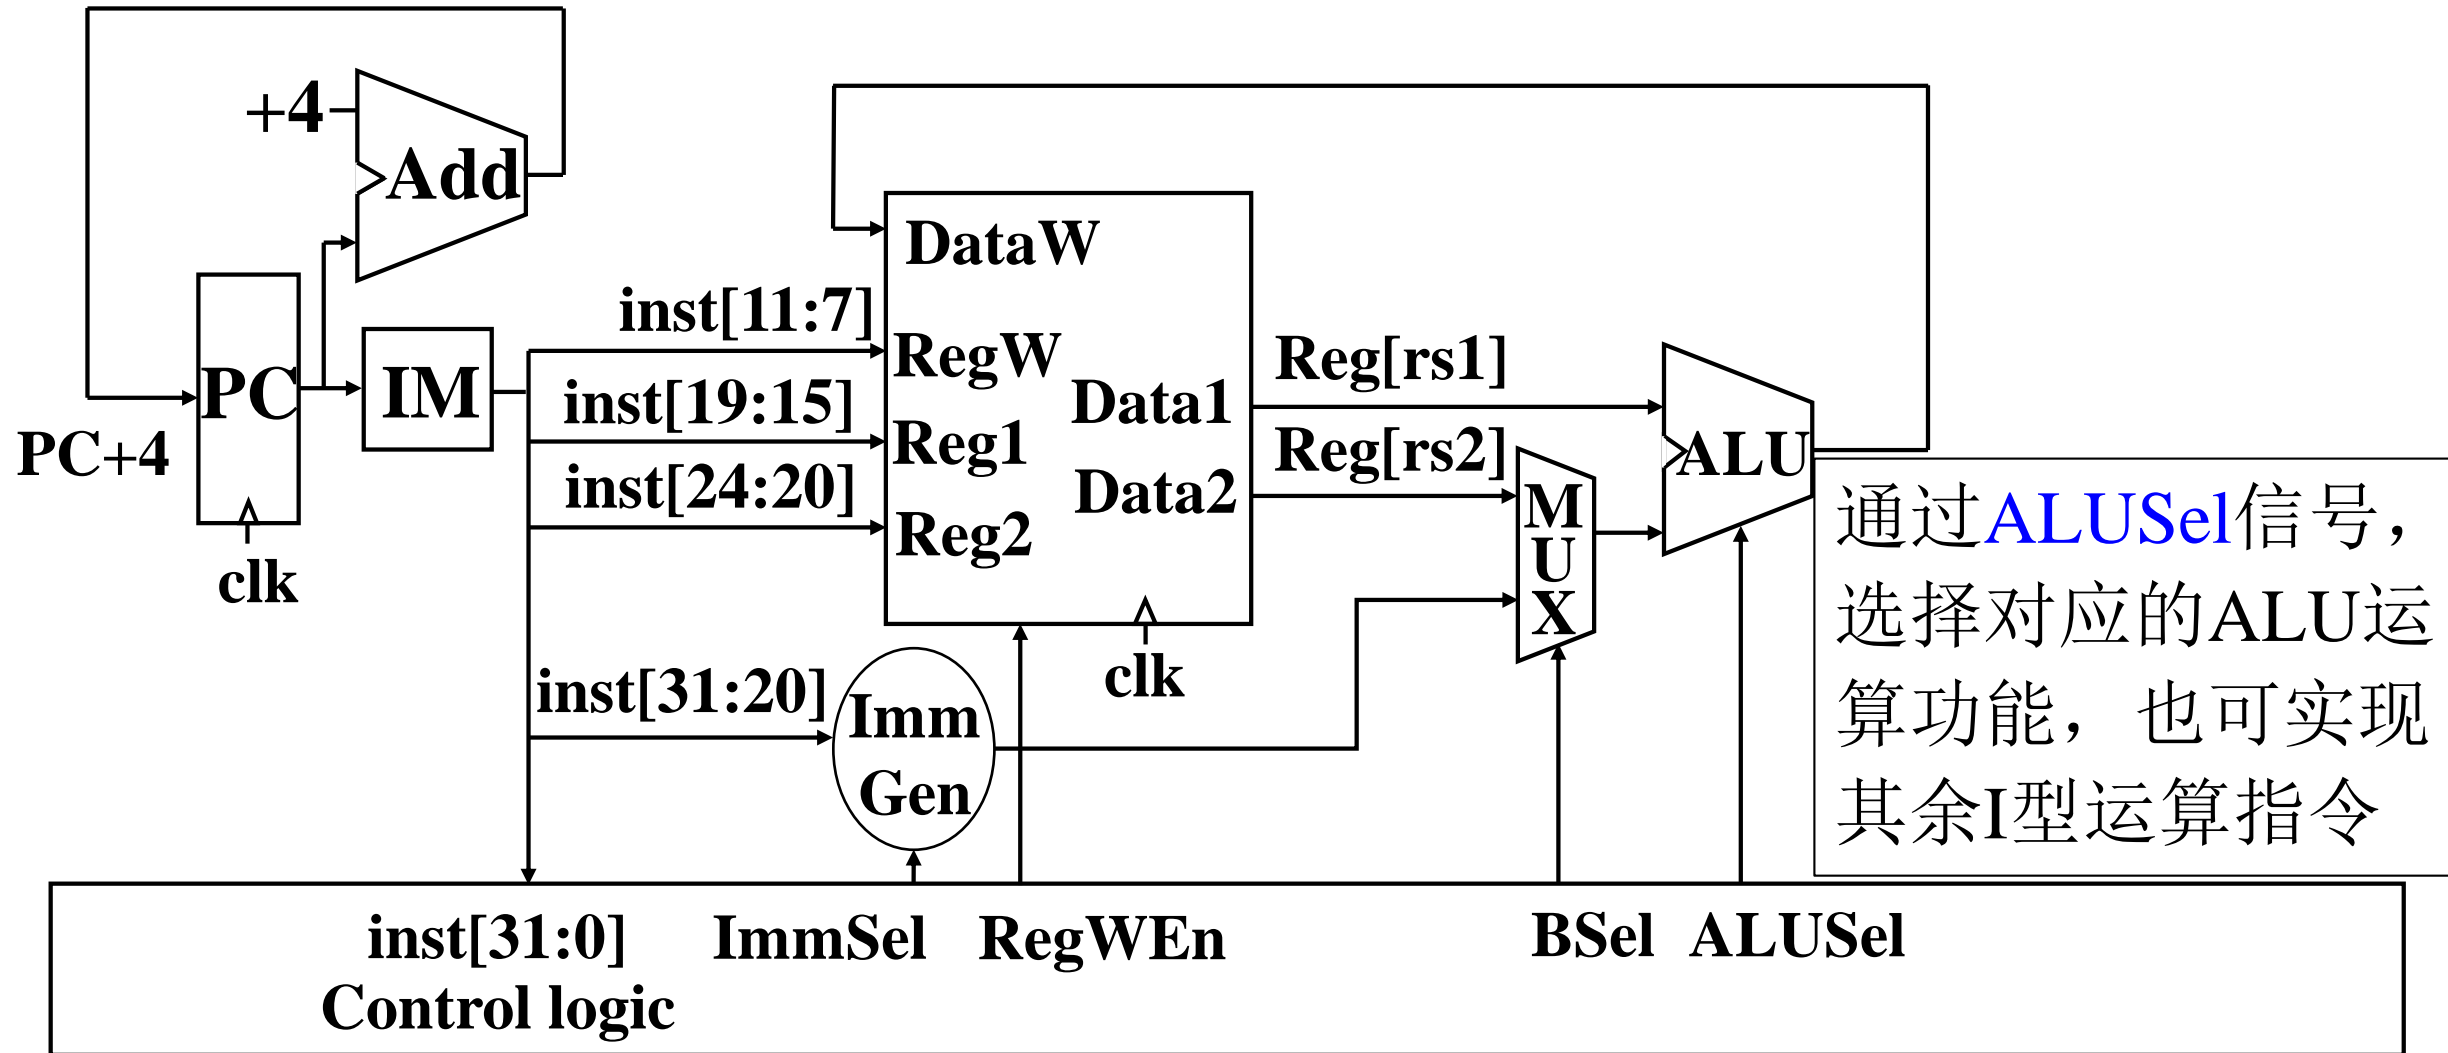 +4
Add
DataW
inst[11:7]
RegW
Reg[rs1]
PC
IM
inst[19:15]
Data1
Reg1
Reg[rs2]
ALU
PC+4
inst[24:20]
Data2
Reg2
M
U
X
clk
clk
inst[31:20]
Imm
Gen
通过ALUSel信号，
选择对应的ALU运
算功能，也可实现
其余I型运算指令
inst[31:0]
ImmSel
RegWEn
BSel
ALUSel
Control logic